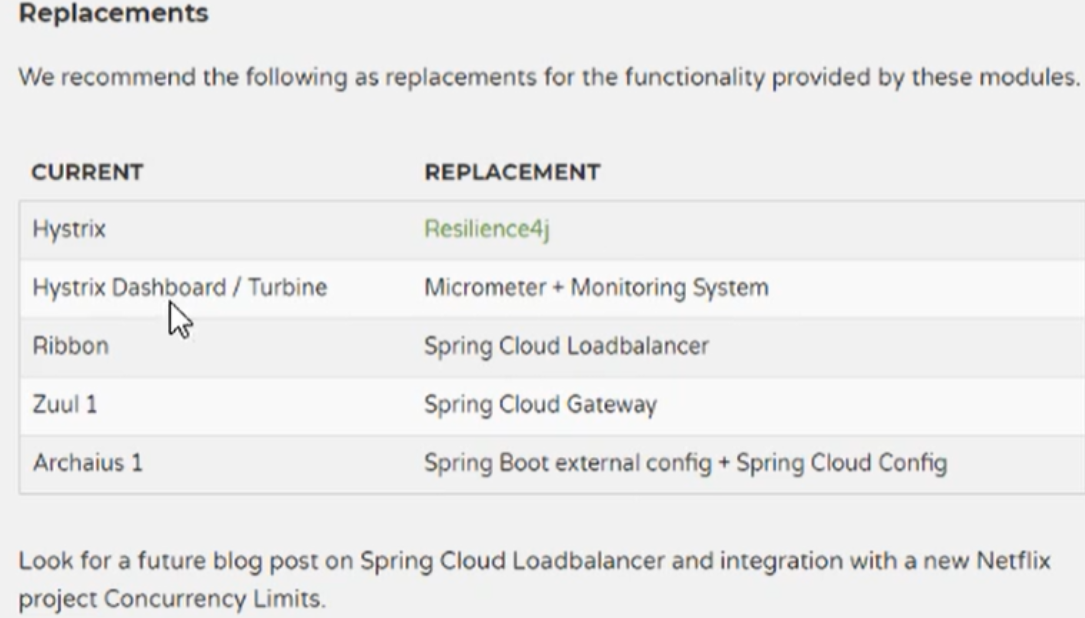 Replacements
We recommend the following as replacements for the functionality provided by these modules.
CURRENT REPLACEMENT
Hystrix Resilience4j
Hystrix Dashboard / Turbine Micrometer + Monitoring System
Ribbon Spring Cloud Loadbalancer
Zuul 1 Spring Cloud Gateway
Archaius 1 Spring Boot external config + Spring Cloud Config
Look for a future blog post on Spring Cloud Loadbalancer and integration with a new Netflix
project Concurrency Limits.